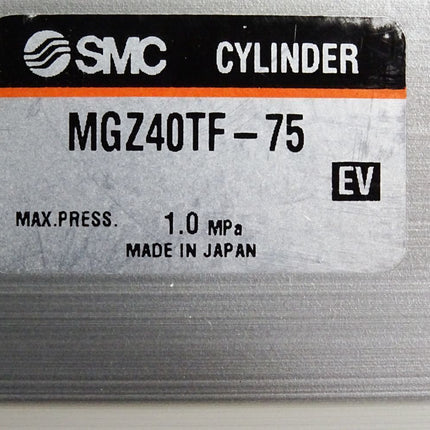 SMC CYLINDER
MGZ40TF-75
EV
MAX.PRESS. 1.0 MPa
MADE IN JAPAN